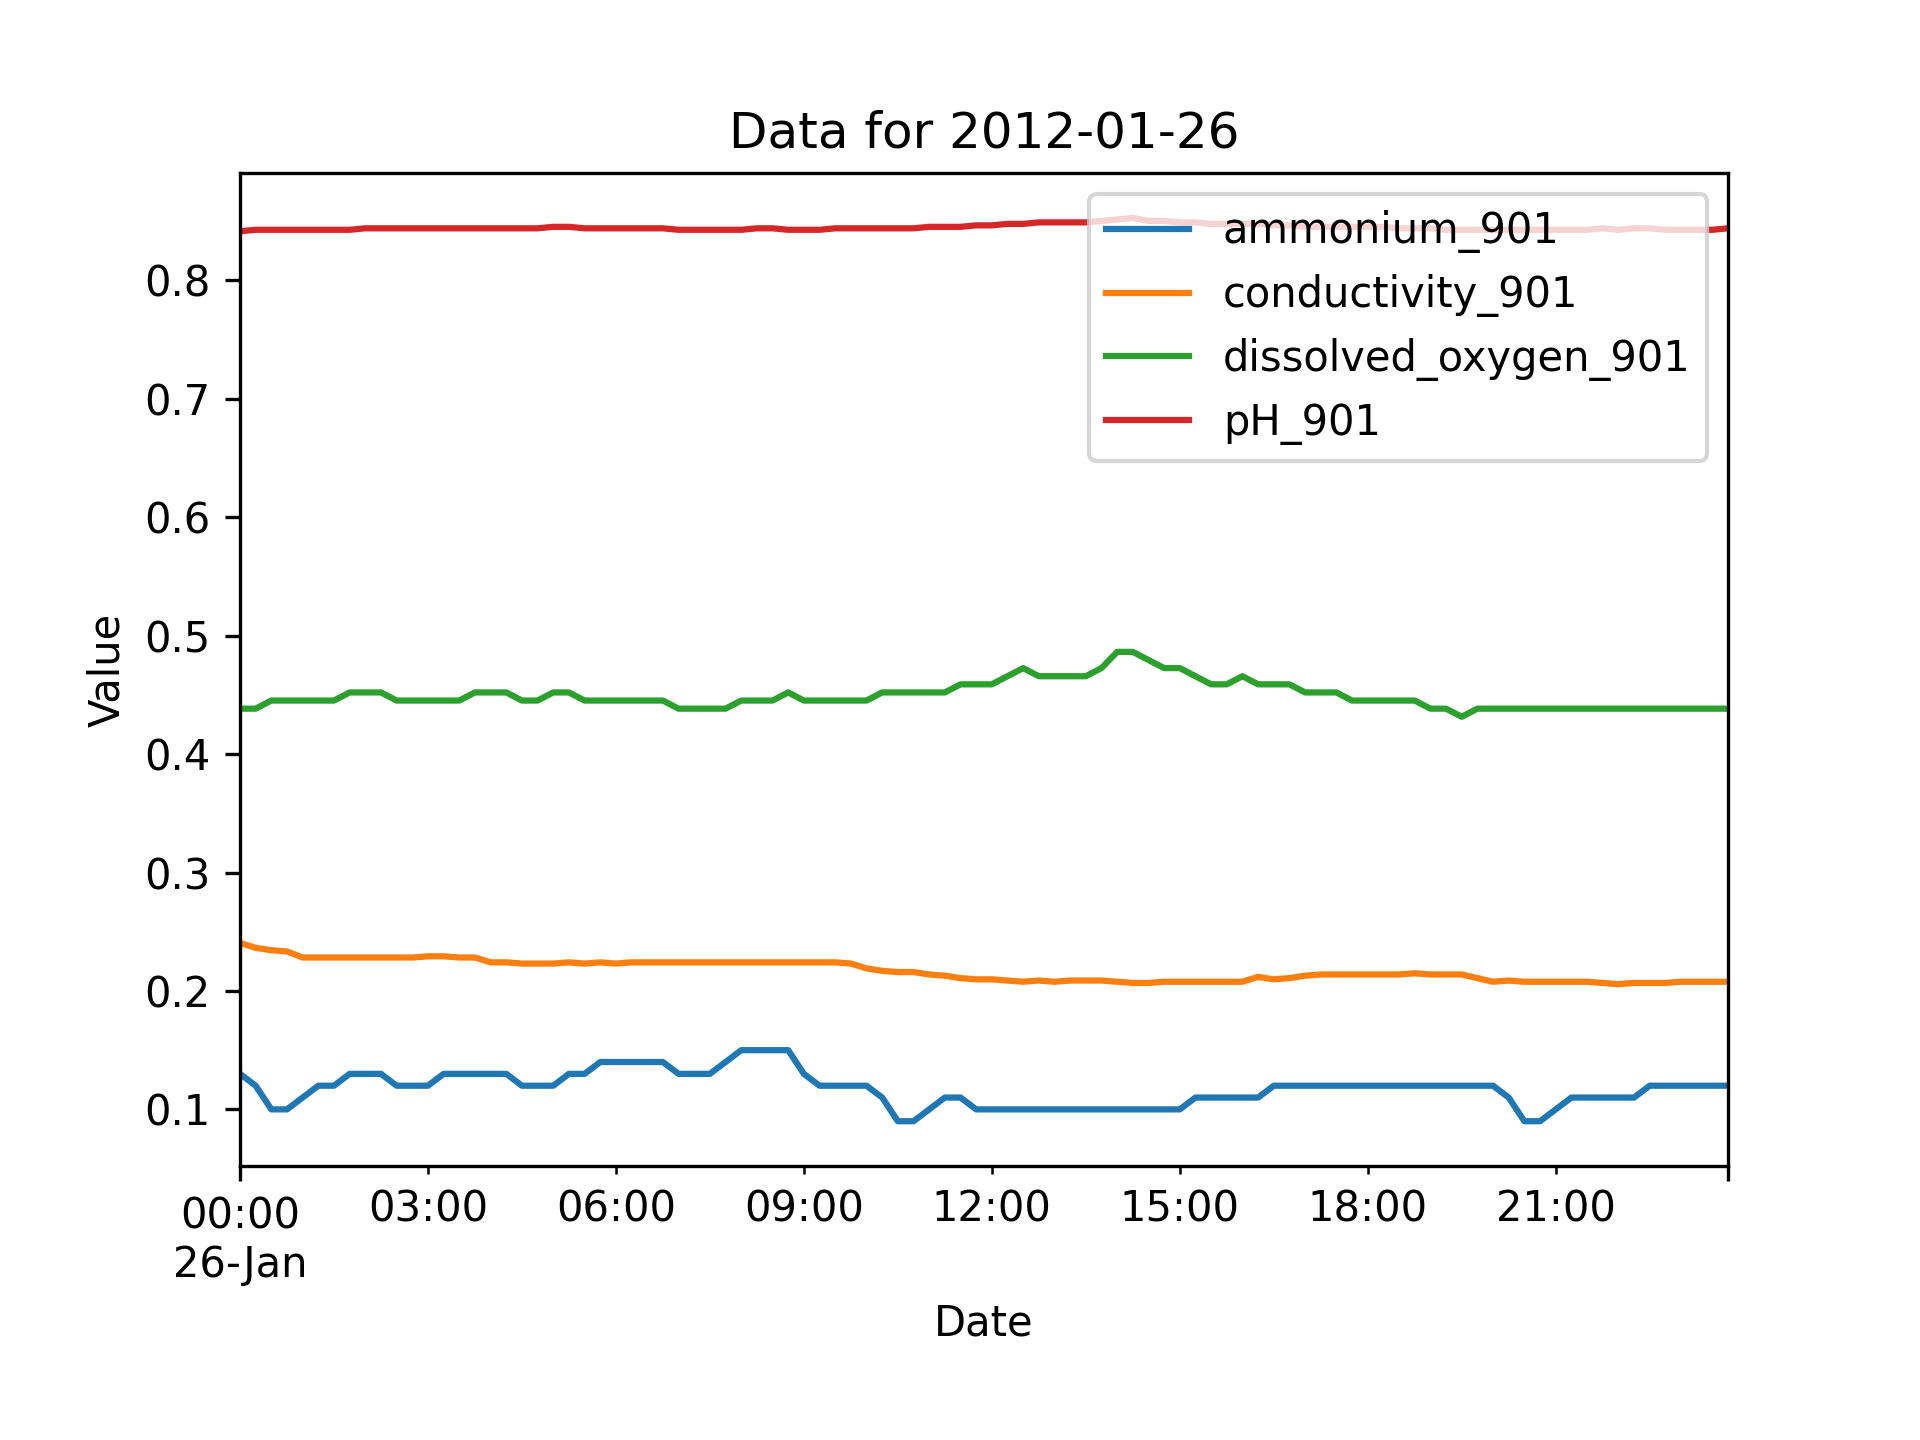 Data for 2012-01-26
ammonium_901
conductivity_901
dissolved_oxygen_901
pH_901
Value
0.8
0.7
0.6
0.5
0.4
0.3
0.2
0.1
00:00 03:00 06:00 09:00 12:00 15:00 18:00 21:00
26-Jan
Date